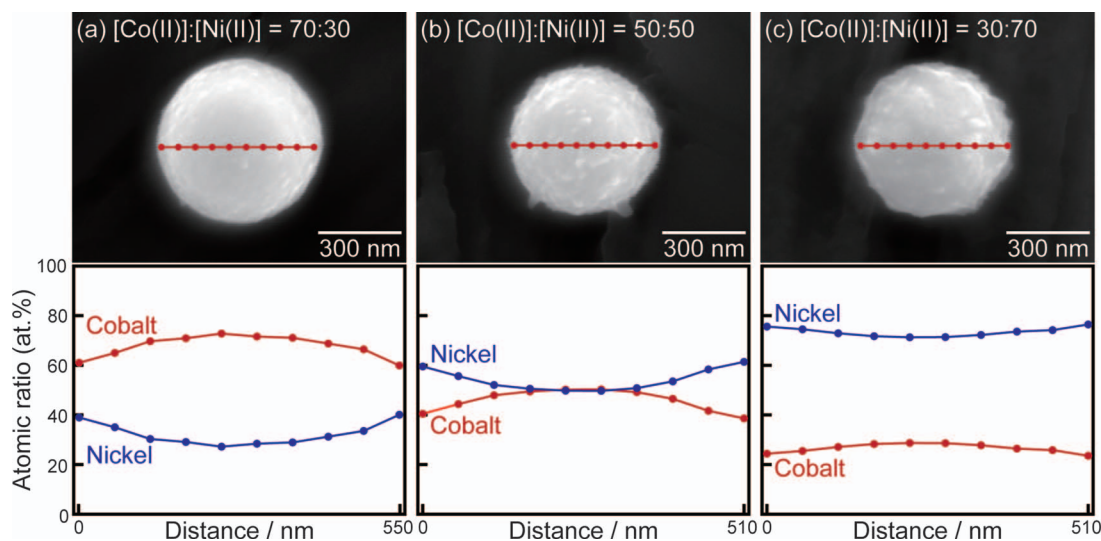 (a) [Co(II)]:[Ni(II)] = 70:30
(b) [Co(II)]:[Ni(II)] = 50:50
(c) [Co(II)]:[Ni(II)] = 30:70
300 nm
300 nm
300 nm
Atomic ratio (at.%)
100
80
60
40
20
0
Cobalt
Nickel
Nickel
Cobalt
Nickel
Cobalt
0
Distance / nm
550
0
Distance / nm
510
0
Distance / nm
510